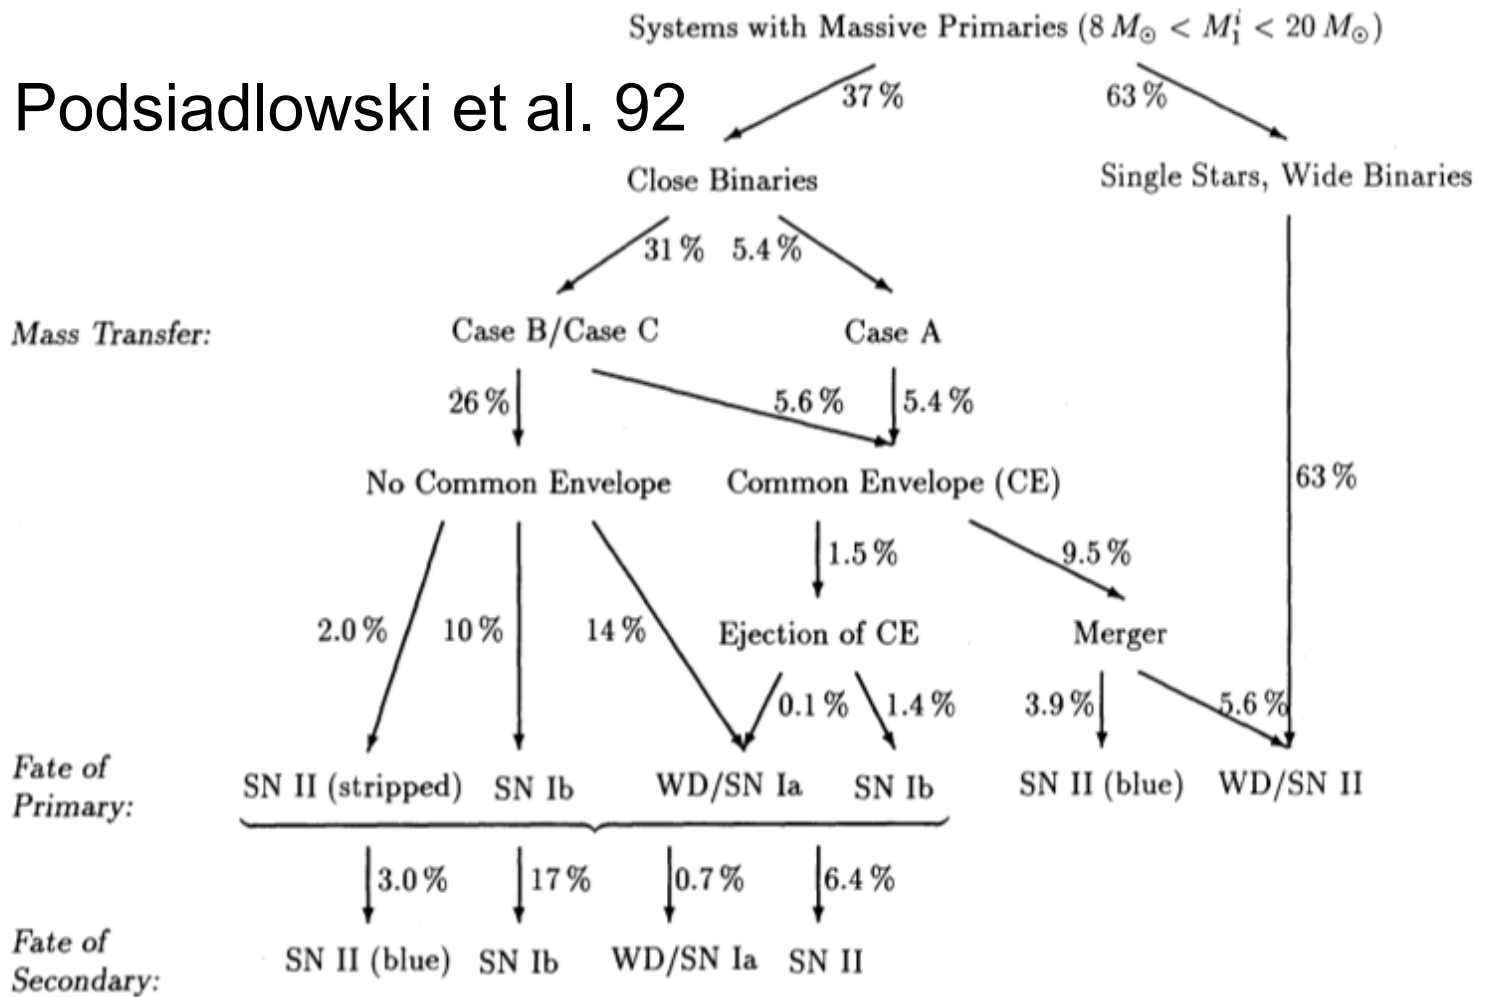 Systems with Massive Primaries (8 M⊙ < M₁ⁱ < 20 M⊙)
Podsiadlowski et al. 92
37 % 63 %
Close Binaries Single Stars, Wide Binaries
31 % 5.4 %
Mass Transfer: Case B/Case C Case A
26 % 5.6 % 5.4 %
No Common Envelope Common Envelope (CE) 63 %
1.5 % 9.5 %
2.0 % 10 % 14 % Ejection of CE Merger
0.1 % 1.4 % 3.9 % 5.6 %
Fate of
Primary: SN II (stripped) SN Ib WD/SN Ia SN Ib SN II (blue) WD/SN II
3.0 % 17 % 0.7 % 6.4 %
Fate of
Secondary: SN II (blue) SN Ib WD/SN Ia SN II